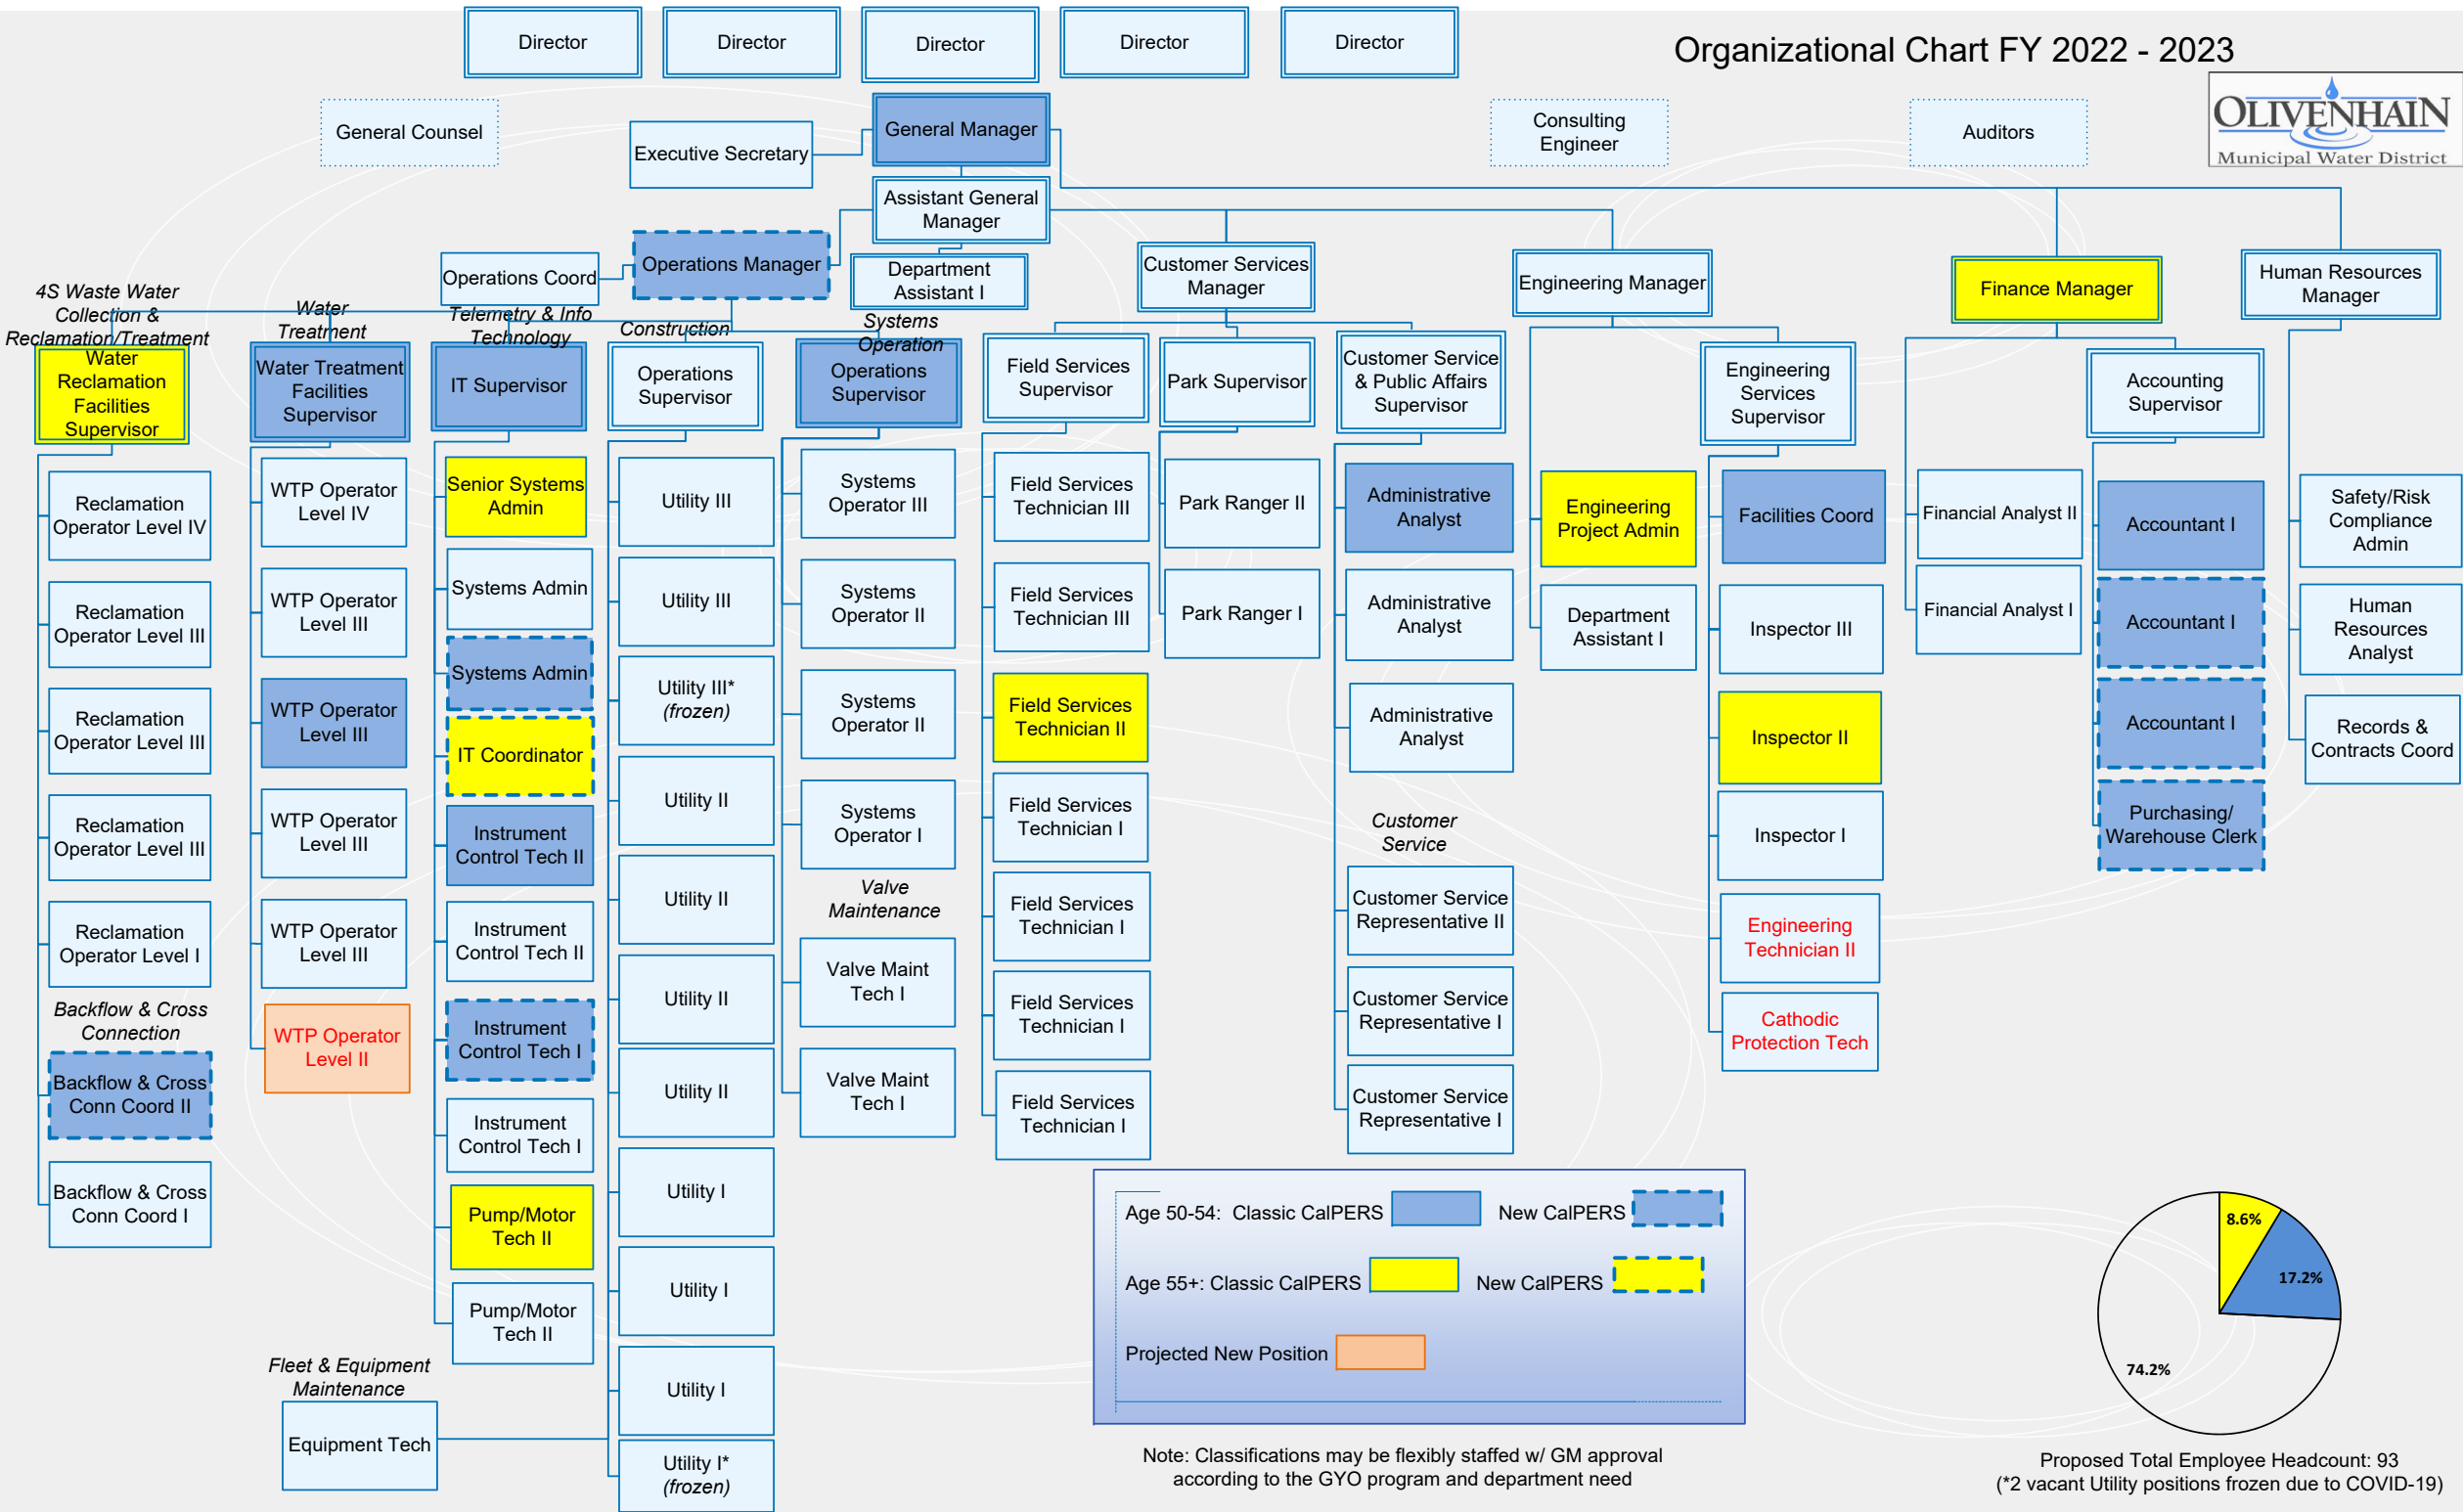 Director
Director
Director
Director
Director
Organizational Chart FY 2022 - 2023
OLIVENHAIN
Municipal Water District
General Counsel
Executive Secretary
General Manager
Consulting
Engineer
Auditors
Assistant General
Manager
Operations Coord
Operations Manager
Department
Assistant I
Customer Services
Manager
Engineering Manager
Finance Manager
Human Resources
Manager
4S Waste Water
Collection &
Reclamation/Treatment
Water
Reclamation
Facilities
Supervisor
Reclamation
Operator Level IV
Reclamation
Operator Level III
Reclamation
Operator Level III
Reclamation
Operator Level III
Reclamation
Operator Level I
Backflow & Cross
Connection
Backflow & Cross
Conn Coord II
Backflow & Cross
Conn Coord I
Water
Treatment
Water Treatment
Facilities
Supervisor
WTP Operator
Level IV
WTP Operator
Level III
WTP Operator
Level III
WTP Operator
Level III
WTP Operator
Level III
WTP Operator
Level II
Telemetry & Info
Technology
IT Supervisor
Senior Systems
Admin
Systems Admin
Systems Admin
IT Coordinator
Instrument
Control Tech II
Instrument
Control Tech II
Instrument
Control Tech I
Instrument
Control Tech I
Pump/Motor
Tech II
Pump/Motor
Tech II
Fleet & Equipment
Maintenance
Equipment Tech
Construction
Operations
Supervisor
Utility III
Utility III
Utility III*
(frozen)
Utility II
Utility II
Utility II
Utility II
Utility I
Utility I
Utility I
Utility I*
(frozen)
Systems
Operation
Operations
Supervisor
Systems
Operator III
Systems
Operator II
Systems
Operator II
Systems
Operator I
Valve
Maintenance
Valve Maint
Tech I
Valve Maint
Tech I
Field Services
Supervisor
Field Services
Technician III
Field Services
Technician III
Field Services
Technician II
Field Services
Technician I
Field Services
Technician I
Field Services
Technician I
Field Services
Technician I
Park Supervisor
Park Ranger II
Park Ranger I
Customer Service
& Public Affairs
Supervisor
Administrative
Analyst
Administrative
Analyst
Administrative
Analyst
Customer
Service
Customer Service
Representative II
Customer Service
Representative I
Customer Service
Representative I
Engineering
Project Admin
Department
Assistant I
Engineering
Services
Supervisor
Facilities Coord
Inspector III
Inspector II
Inspector I
Engineering
Technician II
Cathodic
Protection Tech
Financial Analyst II
Financial Analyst I
Accounting
Supervisor
Accountant I
Accountant I
Accountant I
Purchasing/
Warehouse Clerk
Safety/Risk
Compliance
Admin
Human
Resources
Analyst
Records &
Contracts Coord
Age 50-54: Classic CalPERS
New CalPERS
Age 55+: Classic CalPERS
New CalPERS
Projected New Position
Note: Classifications may be flexibly staffed w/ GM approval
according to the GYO program and department need
8.6%
17.2%
74.2%
Proposed Total Employee Headcount: 93
(*2 vacant Utility positions frozen due to COVID-19)